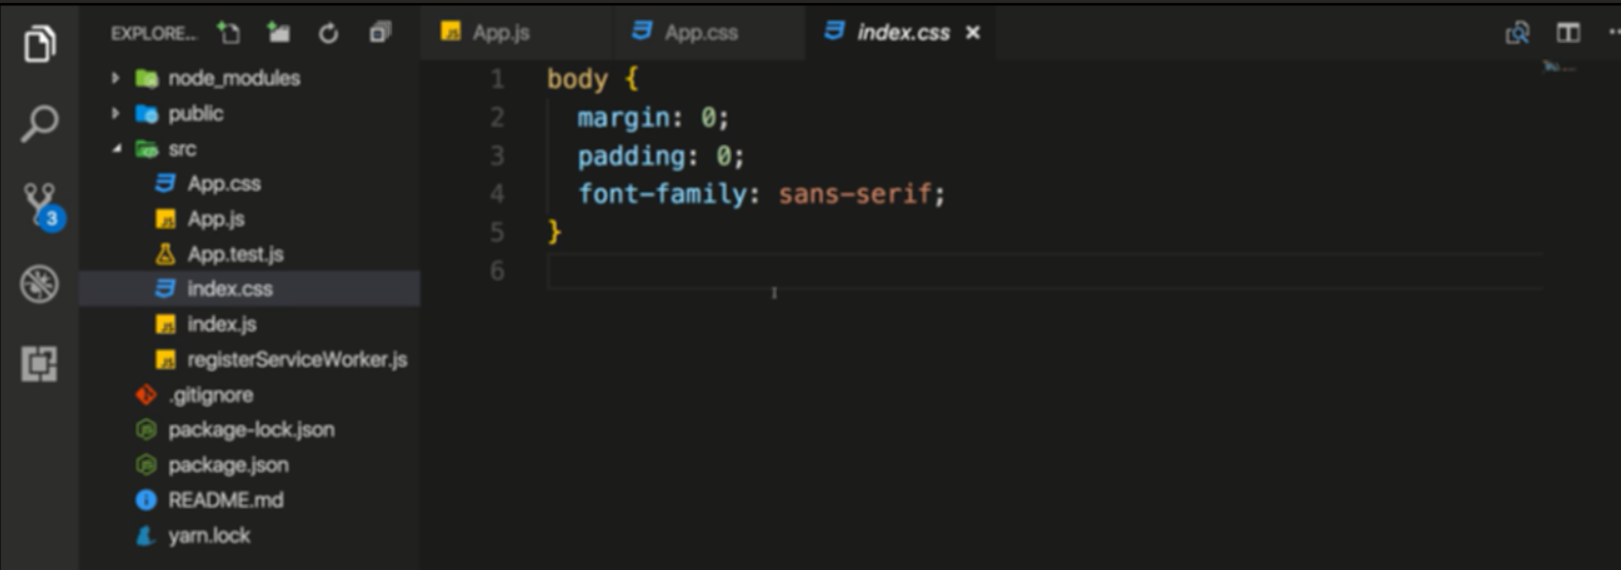 EXPLORE...
node_modules
public
src
App.css
App.js
App.test.js
index.css
index.js
registerServiceWorker.js
.gitignore
package-lock.json
package.json
README.md
yarn.lock
3
App.js
App.css
index.css
1 body {
2 margin: 0;
3 padding: 0;
4 font-family: sans-serif;
5 }
6